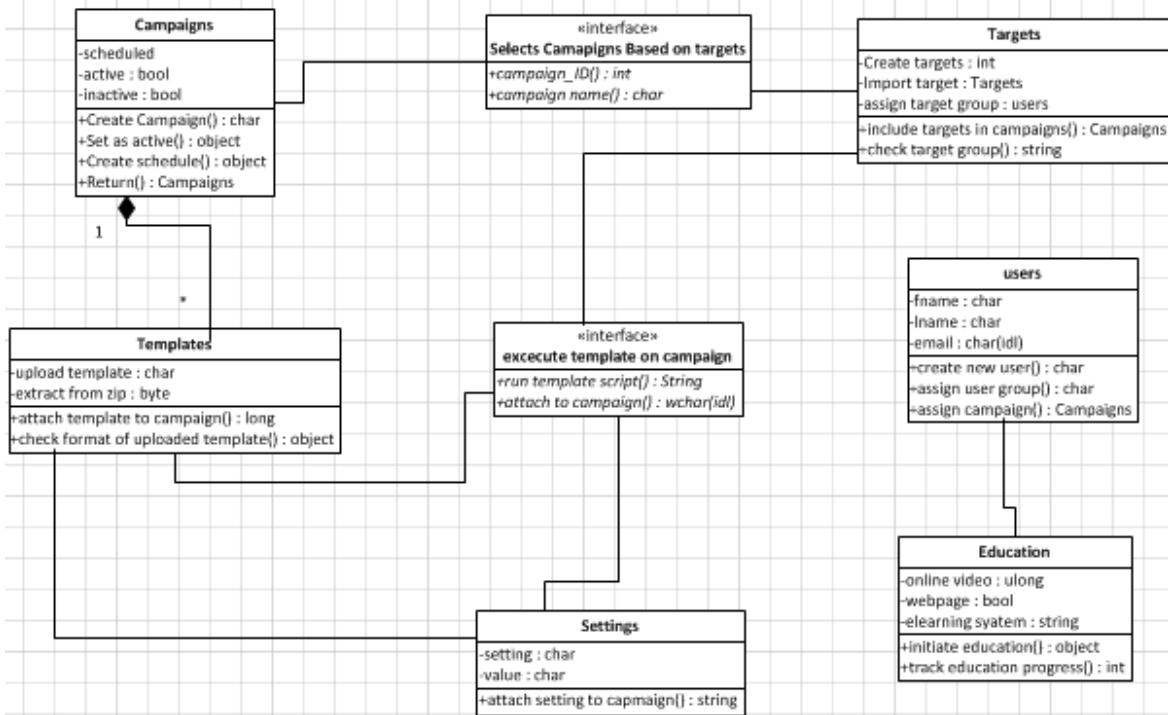 Campaigns
-scheduled
-active : bool
-inactive : bool
+Create Campaign() : char
+Set as active() : object
+Create schedule() : object
+Return() : Campaigns
«interface»
Selects Camapigns Based on targets
+campaign_ID() : int
+campaign name() : char
Targets
-Create targets : int
-Import target : Targets
-assign target group : users
+include targets in campaigns() : Campaigns
+check target group() : string
1
*
Templates
-upload template : char
-extract from zip : byte
+attach template to campaign() : long
+check format of uploaded template() : object
«interface»
excecute template on campaign
+run template script() : String
+attach to campaign() : wchar(idl)
users
-fname : char
-lname : char
-email : char(idl)
+create new user() : char
+assign user group() : char
+assign campaign() : Campaigns
Settings
-setting : char
-value : char
+attach setting to capmaign() : string
Education
-online video : ulong
-webpage : bool
-elearning syatem : string
+initiate education() : object
+track education progress() : int